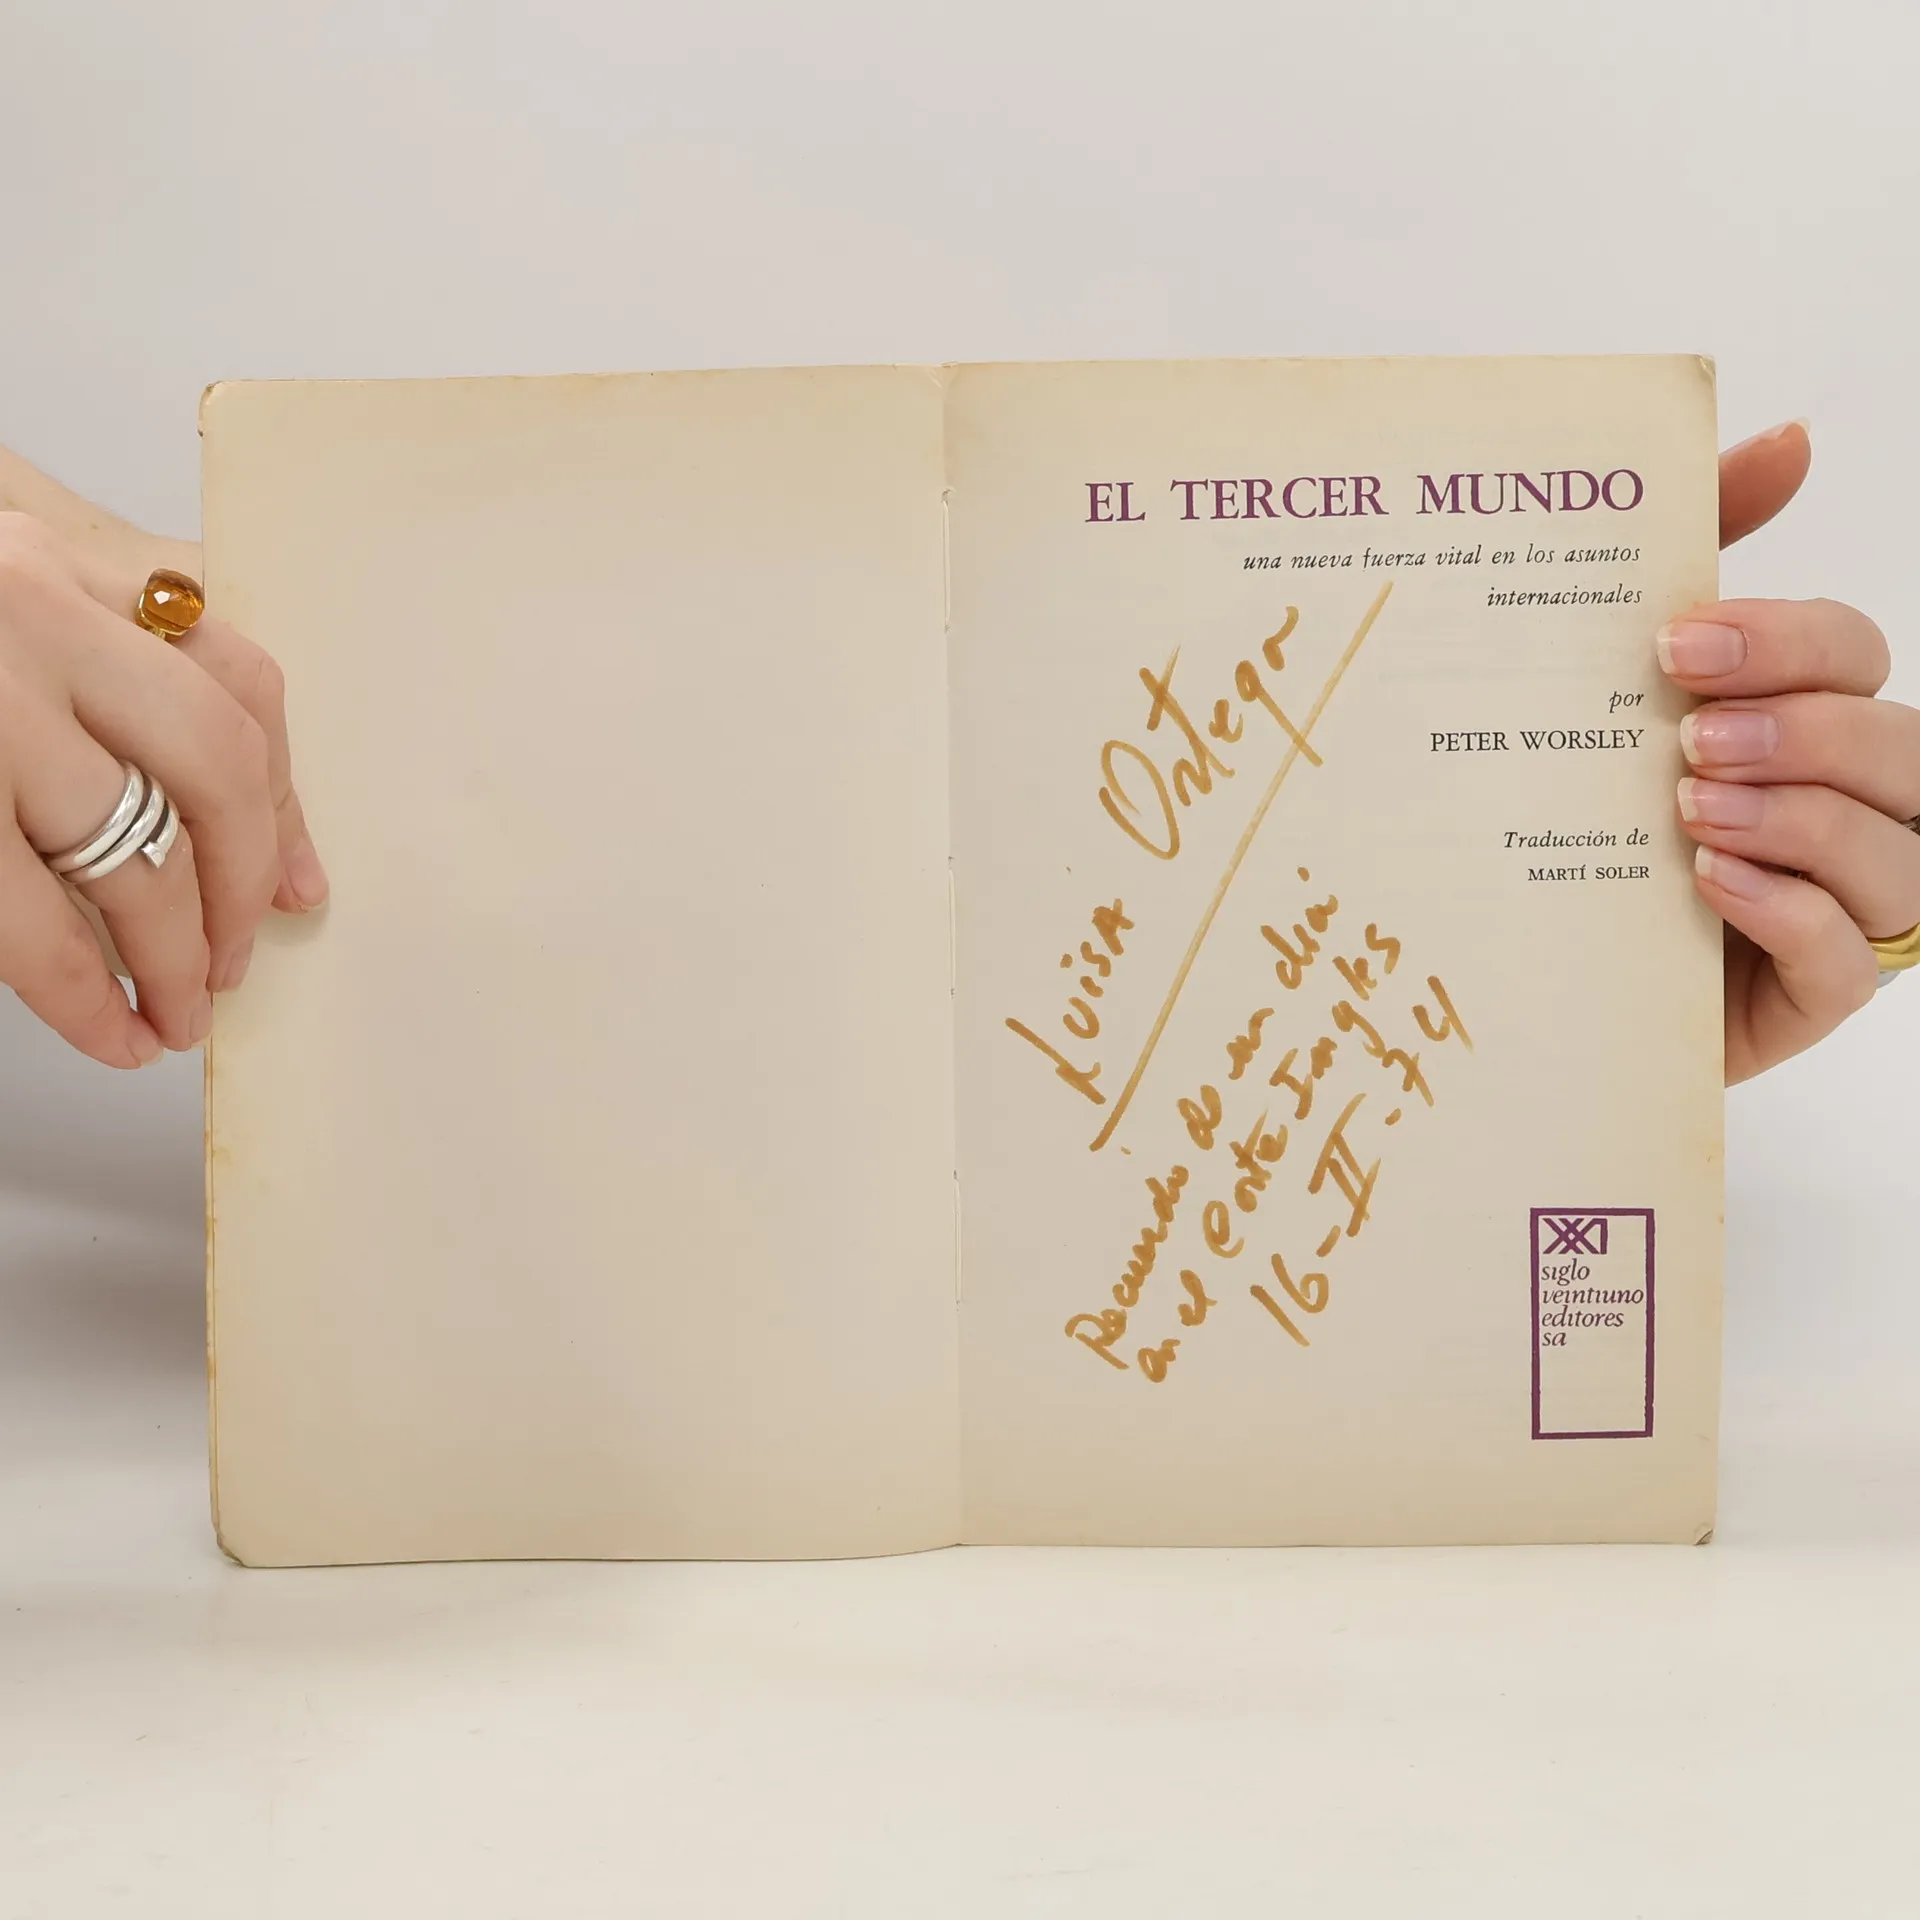 EL TERCER MUNDO
una nueva fuerza vital en los asuntos
internacionales
por
PETER WORSLEY
Traducción de
MARTÍ SOLER
Luisa Ortega
Recuerdo de un día
en el Corte Ingles
16-II-74
siglo
veintiuno
editores
sa